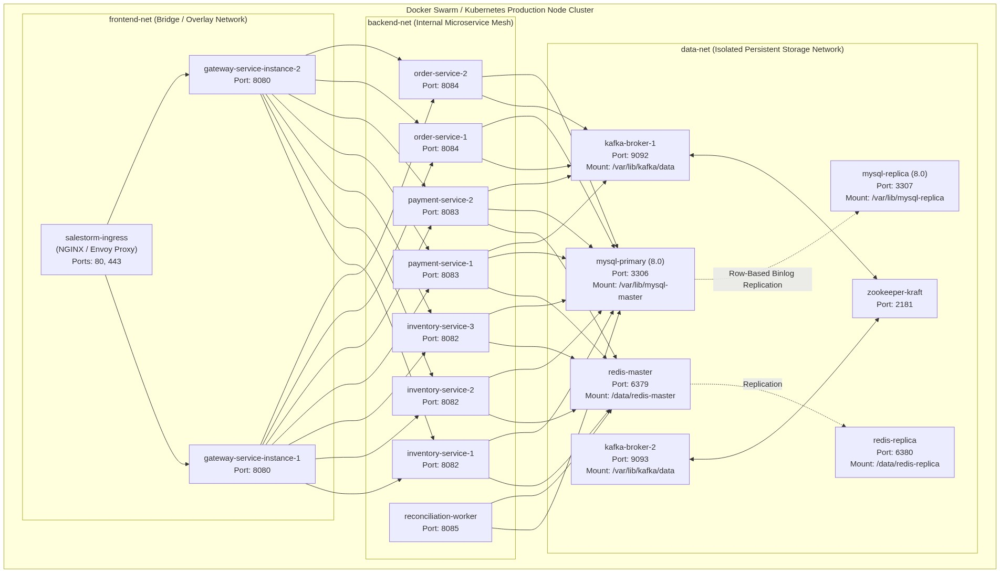 Docker Swarm / Kubernetes Production Node Cluster
frontend-net (Bridge / Overlay Network)
salestorm-ingress
(NGINX / Envoy Proxy)
Ports: 80, 443
gateway-service-instance-2
Port: 8080
gateway-service-instance-1
Port: 8080
backend-net (Internal Microservice Mesh)
order-service-2
Port: 8084
order-service-1
Port: 8084
payment-service-2
Port: 8083
payment-service-1
Port: 8083
inventory-service-3
Port: 8082
inventory-service-2
Port: 8082
inventory-service-1
Port: 8082
reconciliation-worker
Port: 8085
data-net (Isolated Persistent Storage Network)
kafka-broker-1
Port: 9092
Mount: /var/lib/kafka/data
mysql-primary (8.0)
Port: 3306
Mount: /var/lib/mysql-
master
redis-master
Port: 6379
Mount: /data/redis-master
kafka-broker-2
Port: 9093
Mount: /var/lib/kafka/data
Row-Based Binlog
Replication
Replication
mysql-replica (8.0)
Port: 3307
Mount: /var/lib/mysql-replica
zookeeper-kraft
Port: 2181
redis-replica
Port: 6380
Mount: /data/redis-replica